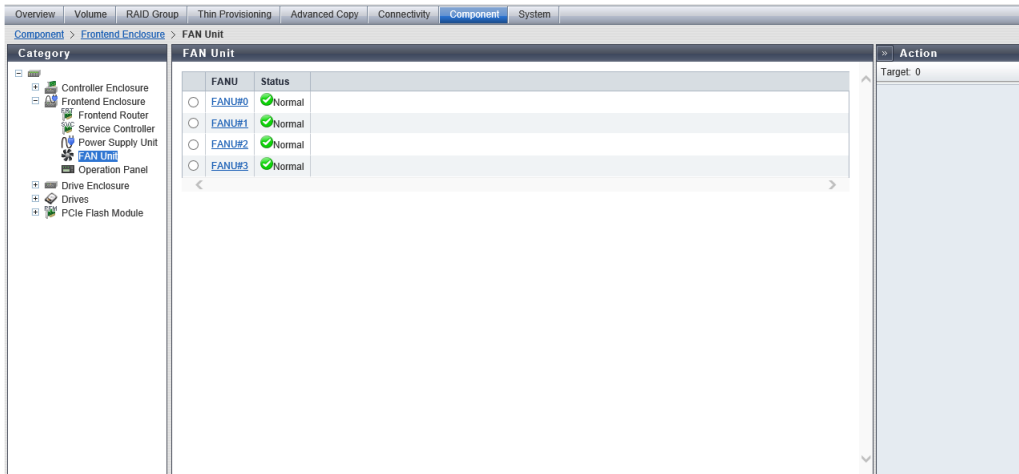 Overview Volume RAID Group Thin Provisioning Advanced Copy Connectivity Component System
Component > Frontend Enclosure > FAN Unit
Category
Controller Enclosure
Frontend Enclosure
Frontend Router
Service Controller
Power Supply Unit
FAN Unit
Operation Panel
Drive Enclosure
Drives
PCIe Flash Module
FAN Unit
FANU Status
FANU#0 Normal
FANU#1 Normal
FANU#2 Normal
FANU#3 Normal
» Action
Target: 0